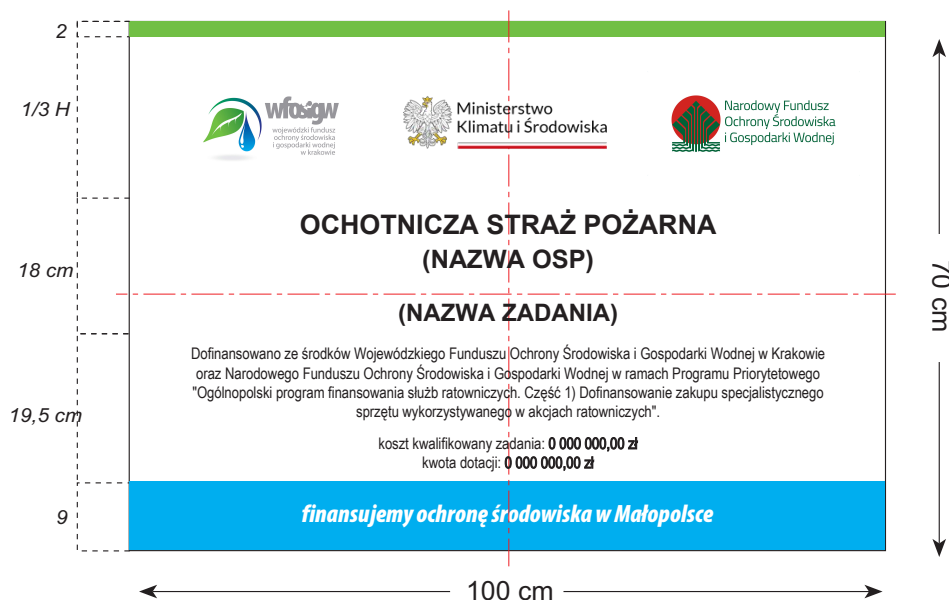 2
1/3 H
18 cm
19,5 cm
9
wfośigw
wojewódzki fundusz
ochrony środowiska
i gospodarki wodnej
w krakowie
Ministerstwo
Klimatu i Środowiska
Narodowy Fundusz
Ochrony Środowiska
i Gospodarki Wodnej
OCHOTNICZA STRAŻ POŻARNA
(NAZWA OSP)
(NAZWA ZADANIA)
Dofinansowano ze środków Wojewódzkiego Funduszu Ochrony Środowiska i Gospodarki Wodnej w Krakowie
oraz Narodowego Funduszu Ochrony Środowiska i Gospodarki Wodnej w ramach Programu Priorytetowego
"Ogólnopolski program finansowania służb ratowniczych. Część 1) Dofinansowanie zakupu specjalistycznego
sprzętu wykorzystywanego w akcjach ratowniczych".
koszt kwalifikowany zadania: 0 000 000,00 zł
kwota dotacji: 0 000 000,00 zł
finansujemy ochronę środowiska w Małopolsce
70 cm
100 cm